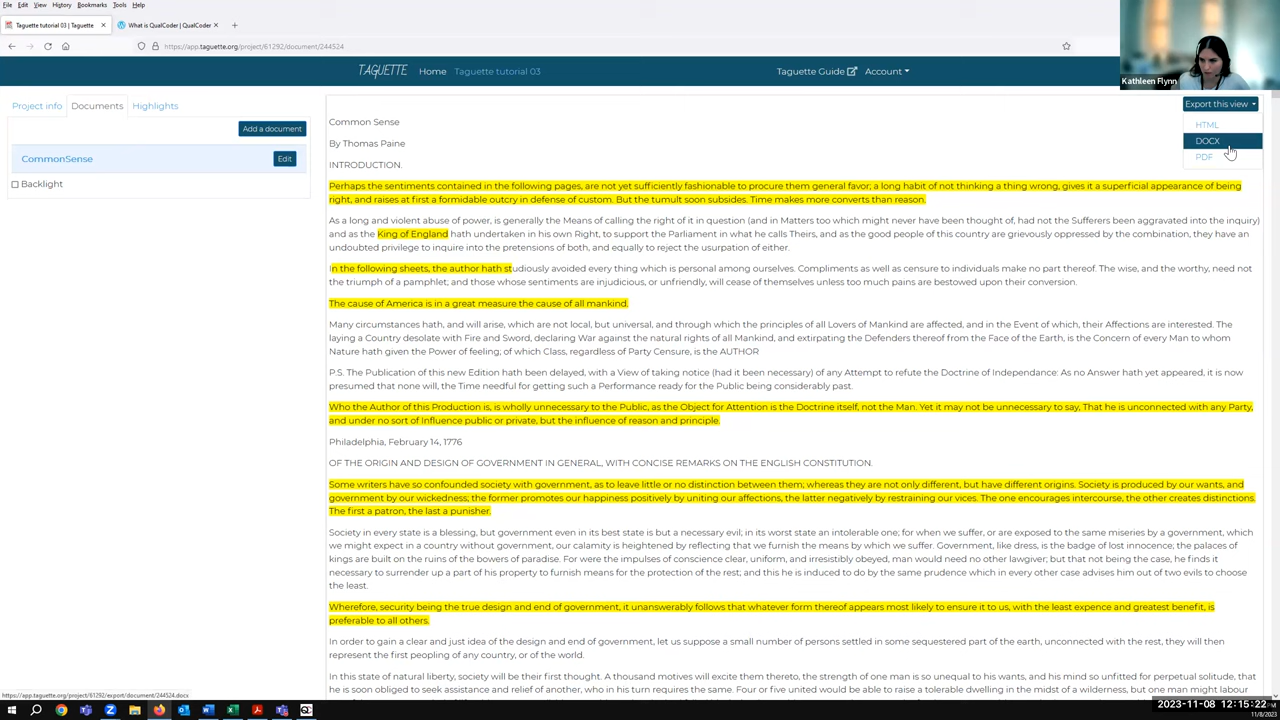 File Edit View History Bookmarks Tools Help
Taguette tutorial 03 | Taguette × What is QualCoder | QualCoder × +
https://app.taguette.org/project/61292/document/244524
TAGUETTE Home Taguette tutorial 03 Taguette Guide Account
Kathleen Flynn
Project info Documents Highlights
Add a document
CommonSense Edit
Backlight
Export this view
HTML
DOCX
PDF
Common Sense
By Thomas Paine
INTRODUCTION.
Perhaps the sentiments contained in the following pages, are not yet sufficiently fashionable to procure them general favor; a long habit of not thinking a thing wrong, gives it a superficial appearance of being
right, and raises at first a formidable outcry in defense of custom. But the tumult soon subsides. Time makes more converts than reason.
As a long and violent abuse of power, is generally the Means of calling the right of it in question (and in Matters too which might never have been thought of, had not the Sufferers been aggravated into the inquiry)
and as the King of England hath undertaken in his own Right, to support the Parliament in what he calls Theirs, and as the good people of this country are grievously oppressed by the combination, they have an
undoubted privilege to inquire into the pretensions of both, and equally to reject the usurpation of either.
In the following sheets, the author hath studiously avoided every thing which is personal among ourselves. Compliments as well as censure to individuals make no part thereof. The wise, and the worthy, need not
the triumph of a pamphlet; and those whose sentiments are injudicious, or unfriendly, will cease of themselves unless too much pains are bestowed upon their conversion.
The cause of America is in a great measure the cause of all mankind.
Many circumstances hath, and will arise, which are not local, but universal, and through which the principles of all Lovers of Mankind are affected, and in the Event of which, their Affections are interested. The
laying a Country desolate with Fire and Sword, declaring War against the natural rights of all Mankind, and extirpating the Defenders thereof from the Face of the Earth, is the Concern of every Man to whom
Nature hath given the Power of feeling; of which Class, regardless of Party Censure, is the AUTHOR
P.S. The Publication of this new Edition hath been delayed, with a View of taking notice (had it been necessary) of any Attempt to refute the Doctrine of Independance: As no Answer hath yet appeared, it is now
presumed that none will, the Time needful for getting such a Performance ready for the Public being considerably past.
Who the Author of this Production is, is wholly unnecessary to the Public, as the Object for Attention is the Doctrine itself, not the Man. Yet it may not be unnecessary to say, That he is unconnected with any Party,
and under no sort of Influence public or private, but the influence of reason and principle.
Philadelphia, February 14, 1776
OF THE ORIGIN AND DESIGN OF GOVERNMENT IN GENERAL, WITH CONCISE REMARKS ON THE ENGLISH CONSTITUTION.
Some writers have so confounded society with government, as to leave little or no distinction between them; whereas they are not only different, but have different origins. Society is produced by our wants, and
government by our wickedness; the former promotes our happiness positively by uniting our affections, the latter negatively by restraining our vices. The one encourages intercourse, the other creates distinctions.
The first a patron, the last a punisher.
Society in every state is a blessing, but government even in its best state is but a necessary evil; in its worst state an intolerable one; for when we suffer, or are exposed to the same miseries by a government, which
we might expect in a country without government, our calamity is heightened by reflecting that we furnish the means by which we suffer. Government, like dress, is the badge of lost innocence; the palaces of
kings are built on the ruins of the bowers of paradise. For were the impulses of conscience clear, uniform, and irresistibly obeyed, man would need no other lawgiver; but that not being the case, he finds it
necessary to surrender up a part of his property to furnish means for the protection of the rest; and this he is induced to do by the same prudence which in every other case advises him out of two evils to choose
the least.
Wherefore, security being the true design and end of government, it unanswerably follows that whatever form thereof appears most likely to ensure it to us, with the least expence and greatest benefit, is
preferable to all others.
In order to gain a clear and just idea of the design and end of government, let us suppose a small number of persons settled in some sequestered part of the earth, unconnected with the rest, they will then
represent the first peopling of any country, or of the world.
In this state of natural liberty, society will be their first thought. A thousand motives will excite them thereto, the strength of one man is so unequal to his wants, and his mind so unfitted for perpetual solitude, that
he is soon obliged to seek assistance and relief of another, who in his turn requires the same. Four or five united would be able to raise a tolerable dwelling in the midst of a wilderness, but one man might labour
https://app.taguette.org/project/61292/export/document/244524.docx
2023-11-08 12:15:22
11/8/2023